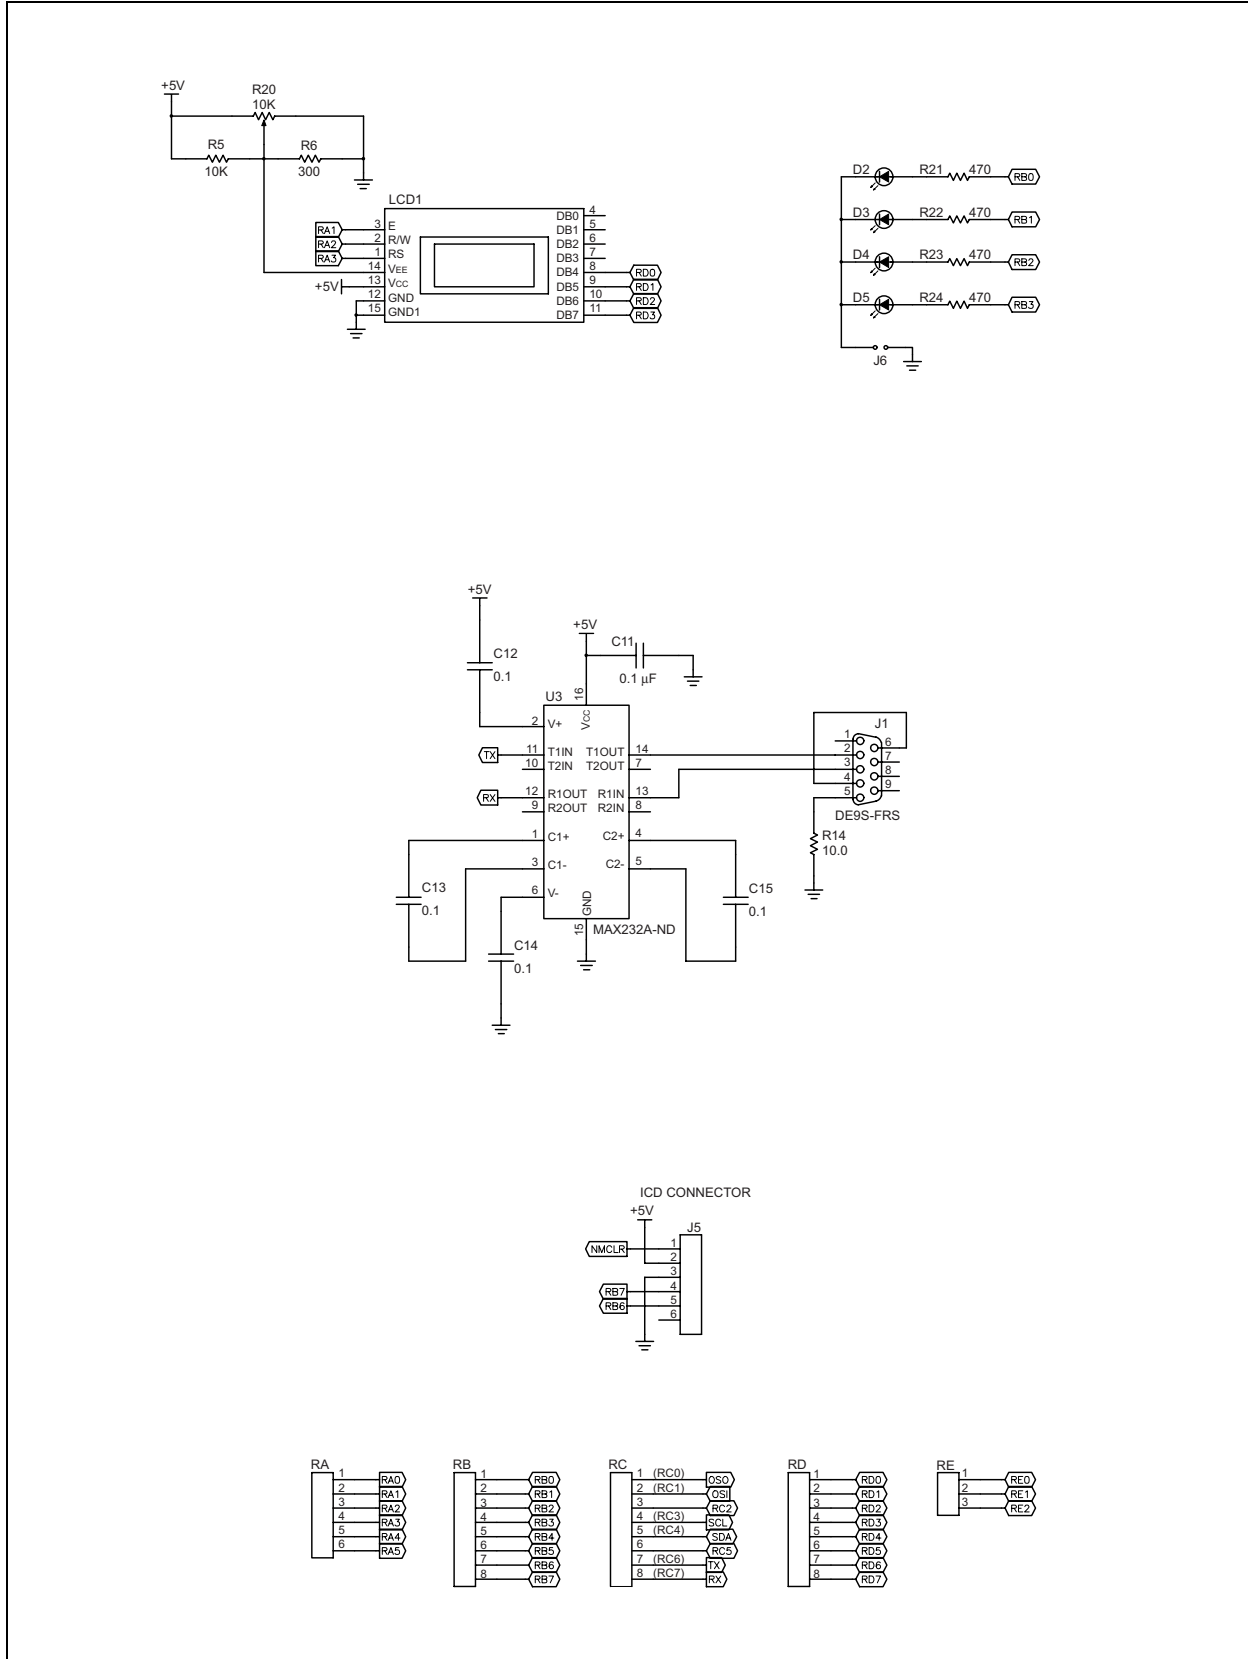 +5V
R20
10K
R5
10K
R6
300
LCD1
RA1 3 E
RA2 2 R/W
RA3 1 RS
14 VEE
+5V 13 VCC
12 GND
15 GND1
DB0 4
DB1 5
DB2 6
DB3 7
DB4 8 RD0
DB5 9 RD1
DB6 10 RD2
DB7 11 RD3
D2 R21 470 RB0
D3 R22 470 RB1
D4 R23 470 RB2
D5 R24 470 RB3
J6
+5V
C12
0.1
+5V
C11
0.1 µF
U3
16
VCC
2 V+
TX 11 T1IN
10 T2IN
RX 12 R1OUT
9 R2OUT
1 C1+
3 C1-
6 V-
T1OUT 14
T2OUT 7
R1IN 13
R2IN 8
C2+ 4
C2- 5
GND
15
MAX232A-ND
C13
0.1
C14
0.1
C15
0.1
J1
1
2
3
4
5
6
7
8
9
DE9S-FRS
R14
10.0
ICD CONNECTOR
+5V
J5
NMCLR 1
2
3
RB7 4
RB6 5
6
RA
1 RA0
2 RA1
3 RA2
4 RA3
5 RA4
6 RA5
RB
1 RB0
2 RB1
3 RB2
4 RB3
5 RB4
6 RB5
7 RB6
8 RB7
RC
1 (RC0) OSO
2 (RC1) OSI
3 RC2
4 (RC3) SCL
5 (RC4) SDA
6 RC5
7 (RC6) TX
8 (RC7) RX
RD
1 RD0
2 RD1
3 RD2
4 RD3
5 RD4
6 RD5
7 RD6
8 RD7
RE
1 RE0
2 RE1
3 RE2